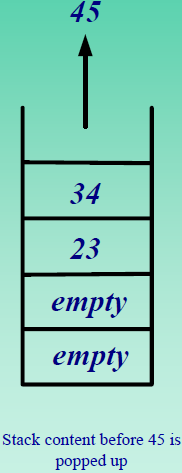 45
34
23
empty
empty
Stack content before 45 is
popped up